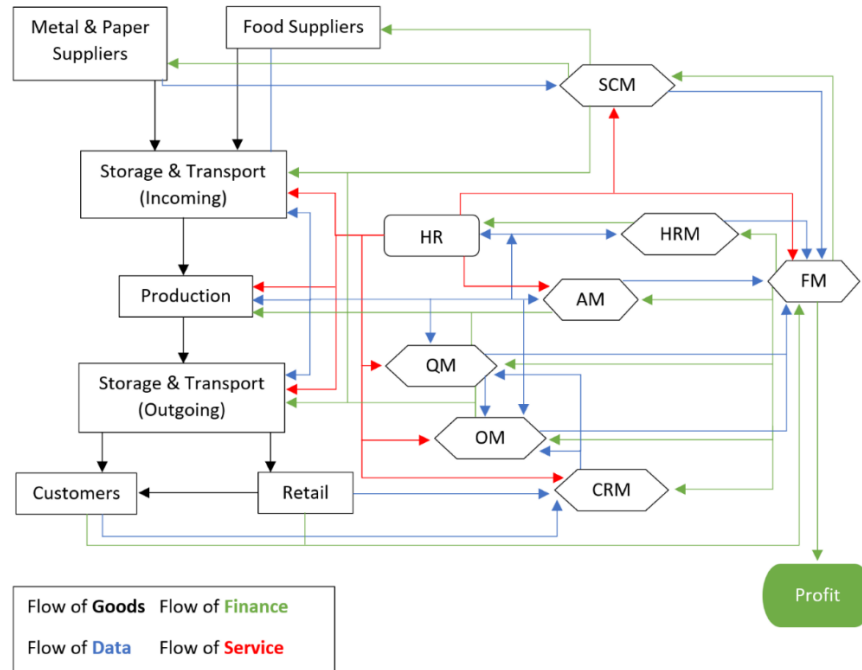 Metal & Paper
Suppliers
Food Suppliers
SCM
Storage & Transport
(Incoming)
HR
HRM
FM
Production
AM
QM
Storage & Transport
(Outgoing)
OM
Customers
Retail
CRM
Profit
Flow of Goods Flow of Finance
Flow of Data Flow of Service